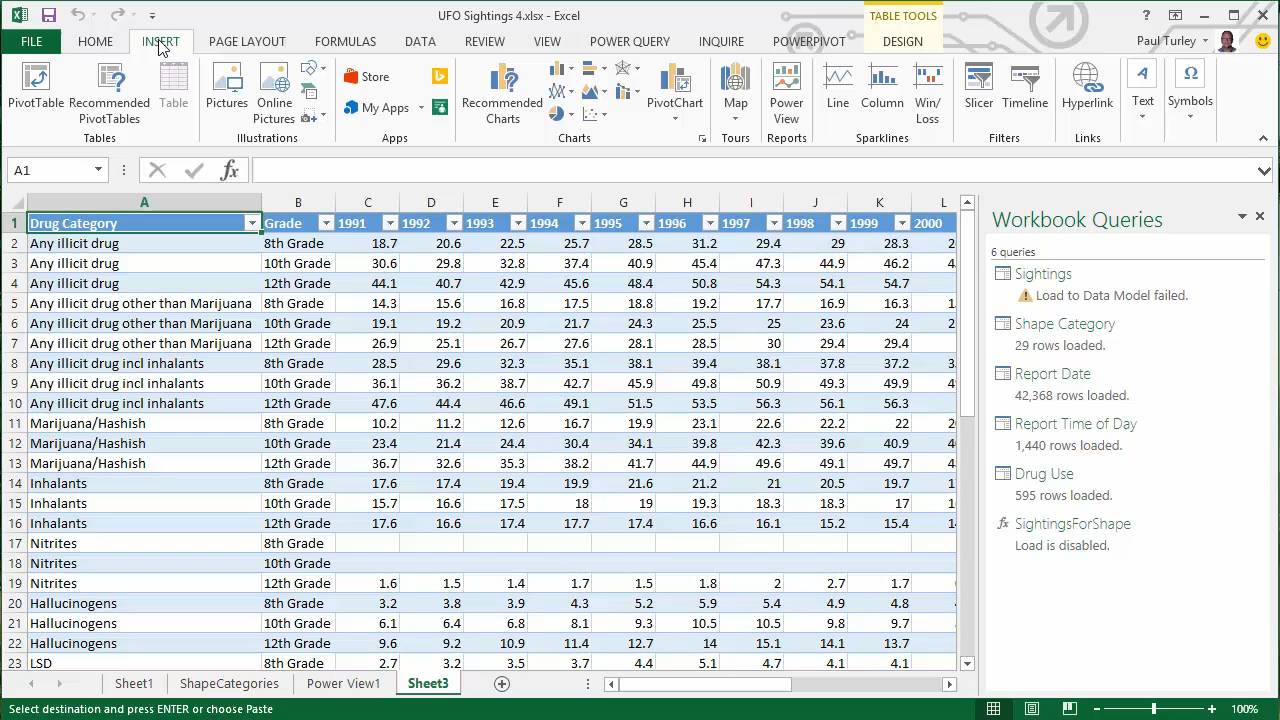 UFO Sightings 4.xlsx - Excel
TABLE TOOLS
?
FILE HOME INSERT PAGE LAYOUT FORMULAS DATA REVIEW VIEW POWER QUERY INQUIRE POWERPIVOT DESIGN Paul Turley
PivotTable Recommended PivotTables Table Pictures Online Pictures Store My Apps Recommended Charts PivotChart Map Power View Line Column Win/ Loss Slicer Timeline Hyperlink Text Symbols
Tables Illustrations Apps Charts Tours Reports Sparklines Filters Links
A1 fx
A B C D E F G H I J K L
1 Drug Category Grade 1991 1992 1993 1994 1995 1996 1997 1998 1999 2000
2 Any illicit drug 8th Grade 18.7 20.6 22.5 25.7 28.5 31.2 29.4 29 28.3
3 Any illicit drug 10th Grade 30.6 29.8 32.8 37.4 40.9 45.4 47.3 44.9 46.2
4 Any illicit drug 12th Grade 44.1 40.7 42.9 45.6 48.4 50.8 54.3 54.1 54.7
5 Any illicit drug other than Marijuana 8th Grade 14.3 15.6 16.8 17.5 18.8 19.2 17.7 16.9 16.3
6 Any illicit drug other than Marijuana 10th Grade 19.1 19.2 20.9 21.7 24.3 25.5 25 23.6 24
7 Any illicit drug other than Marijuana 12th Grade 26.9 25.1 26.7 27.6 28.1 28.5 30 29.4 29.4
8 Any illicit drug incl inhalants 8th Grade 28.5 29.6 32.3 35.1 38.1 39.4 38.1 37.8 37.2
9 Any illicit drug incl inhalants 10th Grade 36.1 36.2 38.7 42.7 45.9 49.8 50.9 49.3 49.9
10 Any illicit drug incl inhalants 12th Grade 47.6 44.4 46.6 49.1 51.5 53.5 56.3 56.1 56.3
11 Marijuana/Hashish 8th Grade 10.2 11.2 12.6 16.7 19.9 23.1 22.6 22.2 22
12 Marijuana/Hashish 10th Grade 23.4 21.4 24.4 30.4 34.1 39.8 42.3 39.6 40.9
13 Marijuana/Hashish 12th Grade 36.7 32.6 35.3 38.2 41.7 44.9 49.6 49.1 49.7
14 Inhalants 8th Grade 17.6 17.4 19.4 19.9 21.6 21.2 21 20.5 19.7
15 Inhalants 10th Grade 15.7 16.6 17.5 18 19 19.3 18.3 18.3 17
16 Inhalants 12th Grade 17.6 16.6 17.4 17.7 17.4 16.6 16.1 15.2 15.4
17 Nitrites 8th Grade
18 Nitrites 10th Grade
19 Nitrites 12th Grade 1.6 1.5 1.4 1.7 1.5 1.8 2 2.7 1.7
20 Hallucinogens 8th Grade 3.2 3.8 3.9 4.3 5.2 5.9 5.4 4.9 4.8
21 Hallucinogens 10th Grade 6.1 6.4 6.8 8.1 9.3 10.5 10.5 9.8 9.7
22 Hallucinogens 12th Grade 9.6 9.2 10.9 11.4 12.7 14 15.1 14.1 13.7
23 LSD 8th Grade 2.7 3.2 3.5 3.7 4.4 5.1 4.7 4.1 4.1
Sheet1 ShapeCategories Power View1 Sheet3
Workbook Queries
6 queries
Sightings
Load to Data Model failed.
Shape Category
29 rows loaded.
Report Date
42,368 rows loaded.
Report Time of Day
1,440 rows loaded.
Drug Use
595 rows loaded.
fx SightingsForShape
Load is disabled.
Select destination and press ENTER or choose Paste 100%